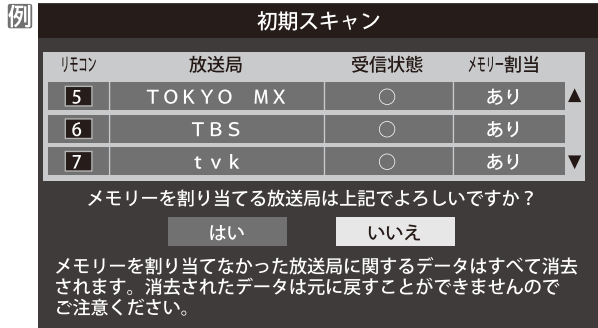 例
初期スキャン
リモコン 放送局 受信状態 メモリー割当
5 TOKYO MX ○ あり ▲
6 TBS ○ あり
7 tvk ○ あり ▼
メモリーを割り当てる放送局は上記でよろしいですか？
はい いいえ
メモリーを割り当てなかった放送局に関するデータはすべて消去
されます。消去されたデータは元に戻すことができませんので
ご注意ください。